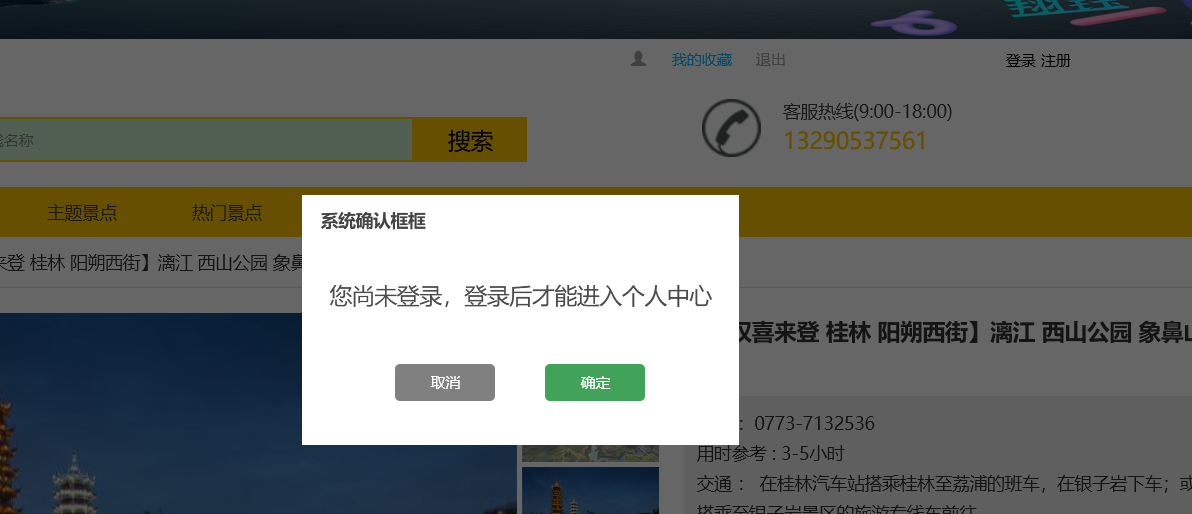 我的收藏 退出 登录 注册
客服热线(9:00-18:00)
13290537561
名称 搜索
主题景点 热门景点
系统确认框框
来登 桂林 阳朔西街】漓江 西山公园 象鼻
您尚未登录，登录后才能进入个人中心
取消 确定
喜来登 桂林 阳朔西街】漓江 西山公园 象鼻山
：0773-7132536
用时参考 : 3-5小时
交通 ： 在桂林汽车站搭乘桂林至荔浦的班车，在银子岩下车；或
搭乘至银子岩景区的旅游专线车前往